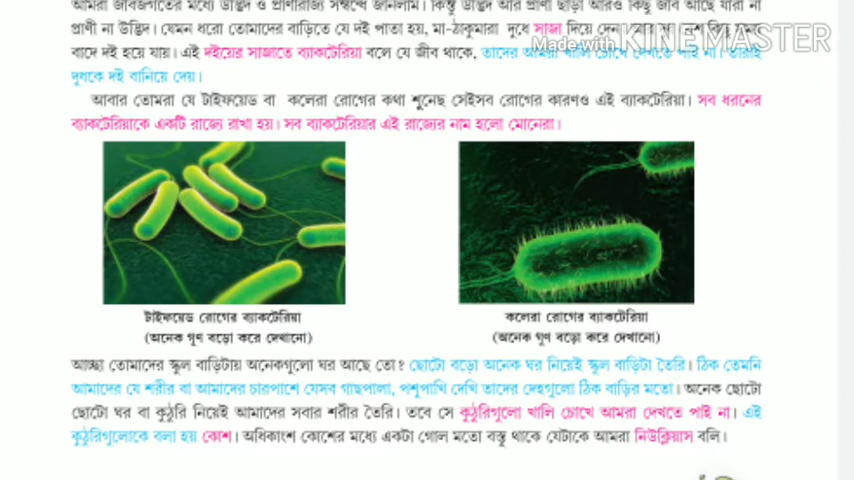 আমরা জীবজগতের মধ্যে উদ্ভিদ ও প্রাণীরাজ্য সম্বন্ধে জানলাম। কিন্তু উদ্ভিদ আর প্রাণী ছাড়া আরও কিছু জীব আছে যারা না
প্রাণী না উদ্ভিদ। যেমন ধরো তোমাদের বাড়িতে যে দই পাতা হয়, মা-ঠাকুমারা দুধে সাজা দিয়ে দেন।
Made with KINEMASTER
বাদে দই হয়ে যায়। এই দইয়ের সাজাতে ব্যাকটেরিয়া বলে যে জীব থাকে, তাদের আমরা খালি চোখে দেখতে পাই না। তারাই
দুধকে দই বানিয়ে দেয়।
আবার তোমরা যে টাইফয়েড বা কলেরা রোগের কথা শুনেছ সেইসব রোগের কারণও এই ব্যাকটেরিয়া। সব ধরনের
ব্যাকটেরিয়াকে একটি রাজ্যে রাখা হয়। সব ব্যাকটেরিয়ার এই রাজ্যের নাম হলো মোনেরা।
টাইফয়েড রোগের ব্যাকটেরিয়া
(অনেক গুণ বড়ো করে দেখানো)
কলেরা রোগের ব্যাকটেরিয়া
(অনেক গুণ বড়ো করে দেখানো)
আচ্ছা তোমাদের স্কুল বাড়িটায় অনেকগুলো ঘর আছে তো? ছোটো বড়ো অনেক ঘর নিয়েই স্কুল বাড়িটা তৈরি। ঠিক তেমনি
আমাদের যে শরীর বা আমাদের চারপাশে যেসব গাছপালা, পশুপাখি দেখি তাদের দেহগুলো ঠিক বাড়ির মতো। অনেক ছোটো
ছোটো ঘর বা কুঠুরি নিয়েই আমাদের সবার শরীর তৈরি। তবে সে কুঠুরিগুলো খালি চোখে আমরা দেখতে পাই না। এই
কুঠুরিগুলোকে বলা হয় কোশ। অধিকাংশ কোশের মধ্যে একটা গোল মতো বস্তু থাকে যেটাকে আমরা নিউক্লিয়াস বলি।